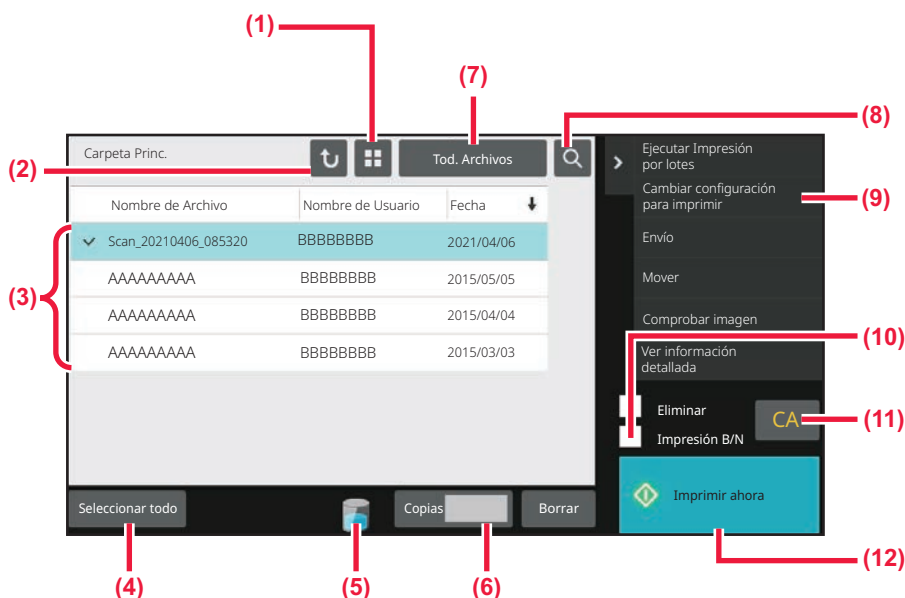 (1)
(7)
(8)
Carpeta Princ.
Tod. Archivos
Ejecutar Impresión
por lotes
(2)
Cambiar configuración
para imprimir
(9)
Nombre de Archivo Nombre de Usuario Fecha
Envío
Scan_20210406_085320 BBBBBBBB 2021/04/06
(3)
AAAAAAAAA BBBBBBBB 2015/05/05
Mover
AAAAAAAAA BBBBBBBB 2015/04/04
Comprobar imagen
(10)
AAAAAAAAA BBBBBBBB 2015/03/03
Ver información
detallada
Eliminar
CA
(11)
Impresión B/N
Seleccionar todo
Copias
Borrar
Imprimir ahora
(12)
(4)
(5)
(6)